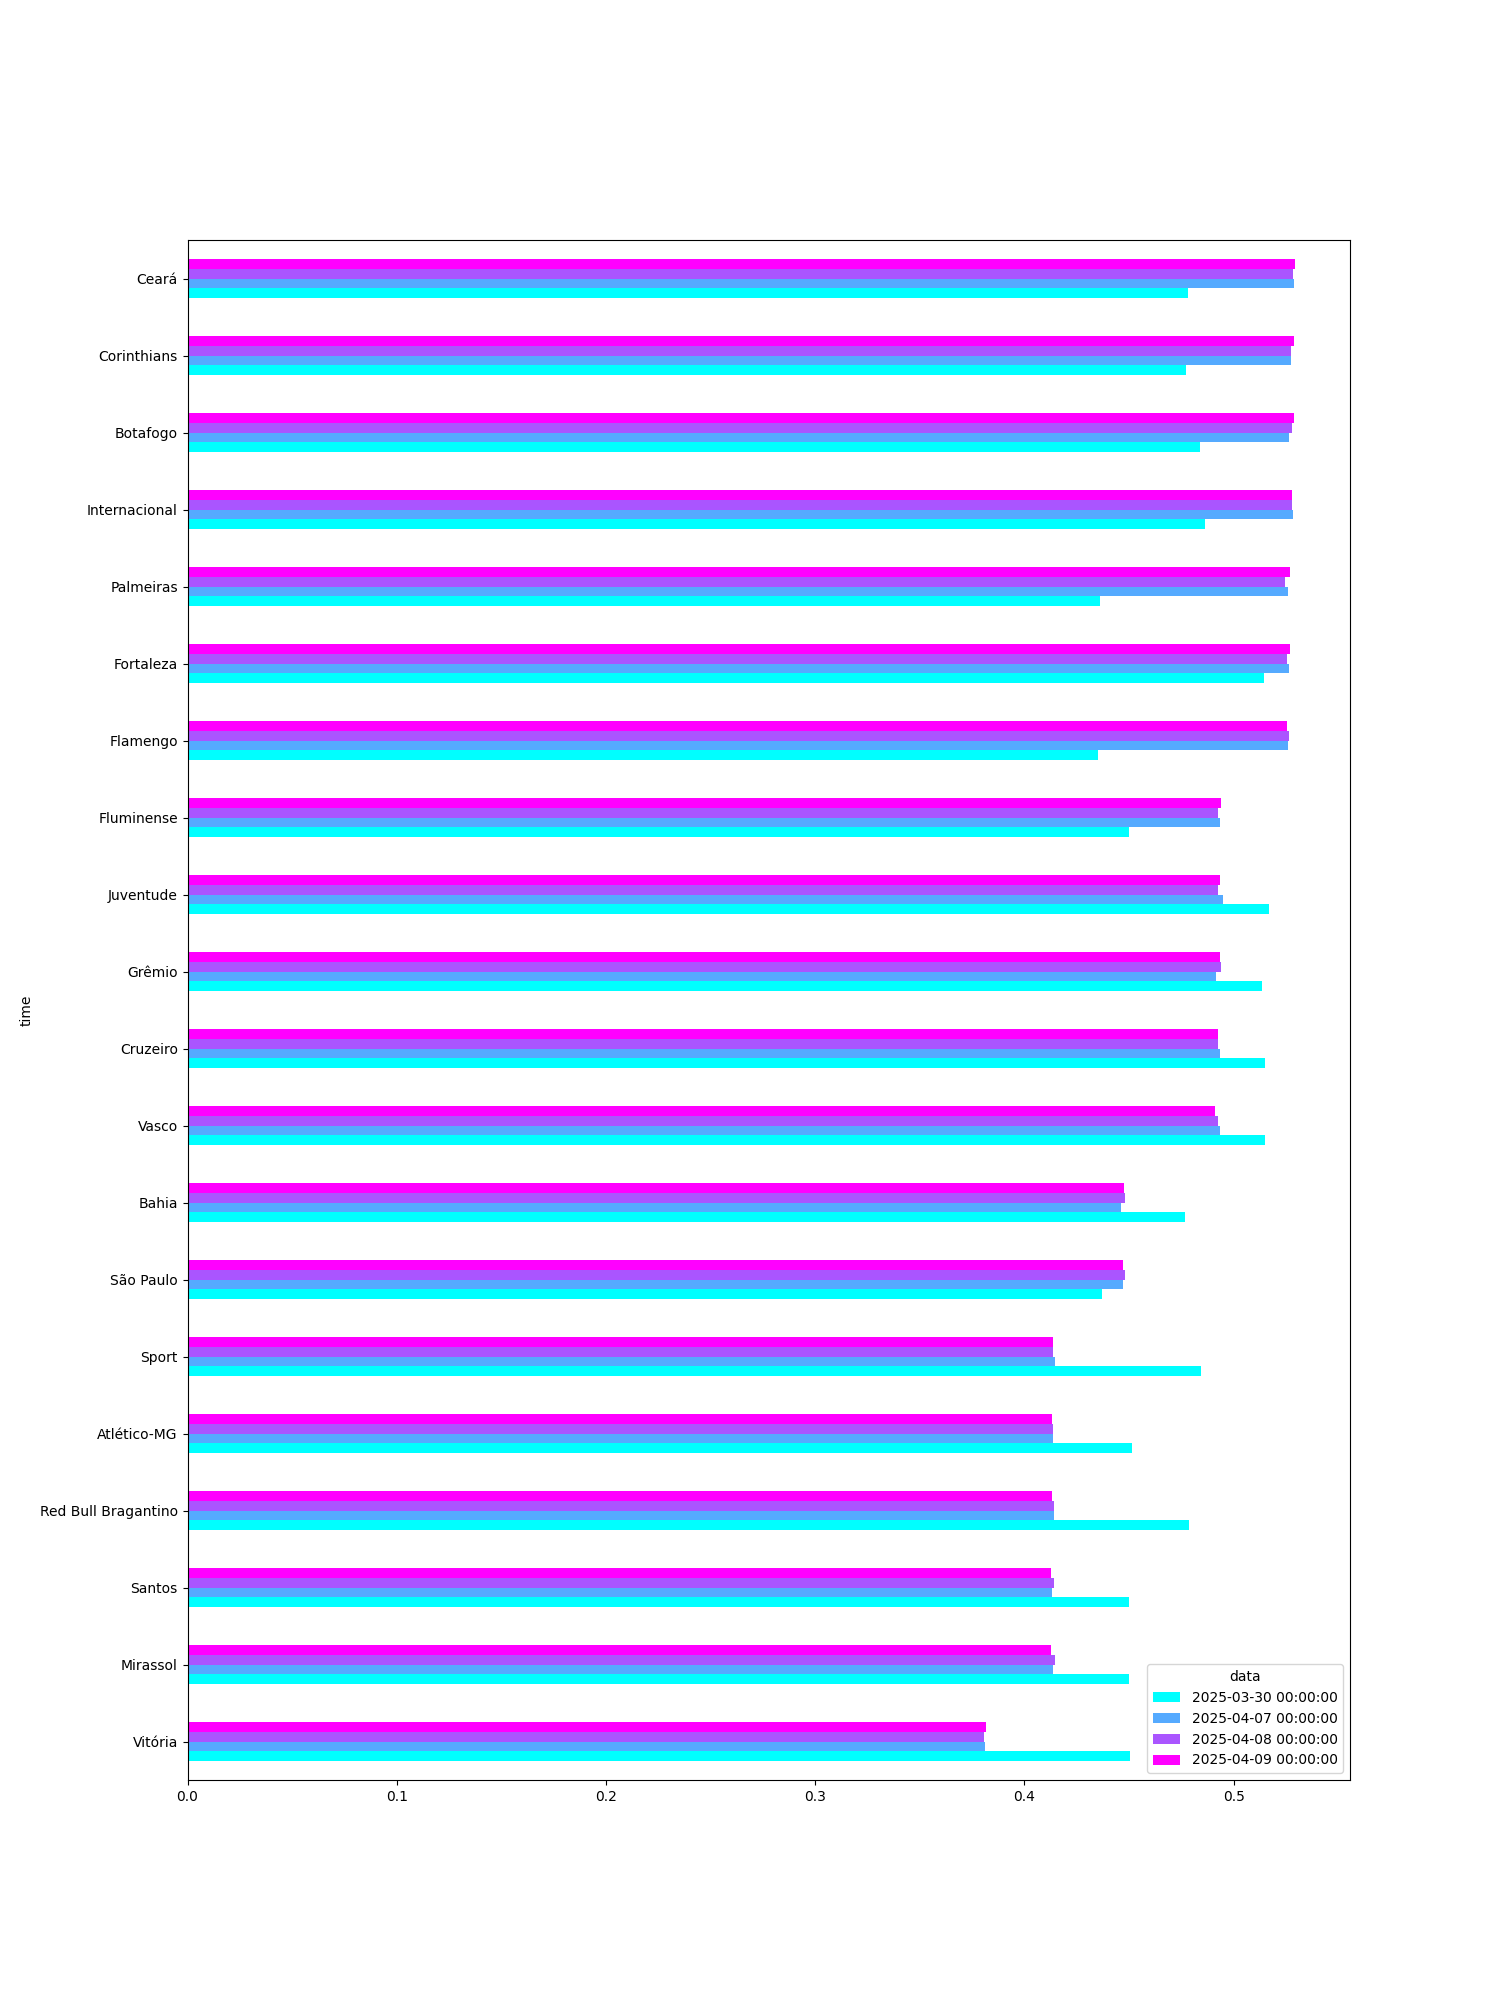 Ceará
Corinthians
Botafogo
Internacional
Palmeiras
Fortaleza
Flamengo
Fluminense
Juventude
Grêmio
time
Cruzeiro
Vasco
Bahia
São Paulo
Sport
Atlético-MG
Red Bull Bragantino
Santos
Mirassol
Vitória
data
2025-03-30 00:00:00
2025-04-07 00:00:00
2025-04-08 00:00:00
2025-04-09 00:00:00
0.0 0.1 0.2 0.3 0.4 0.5